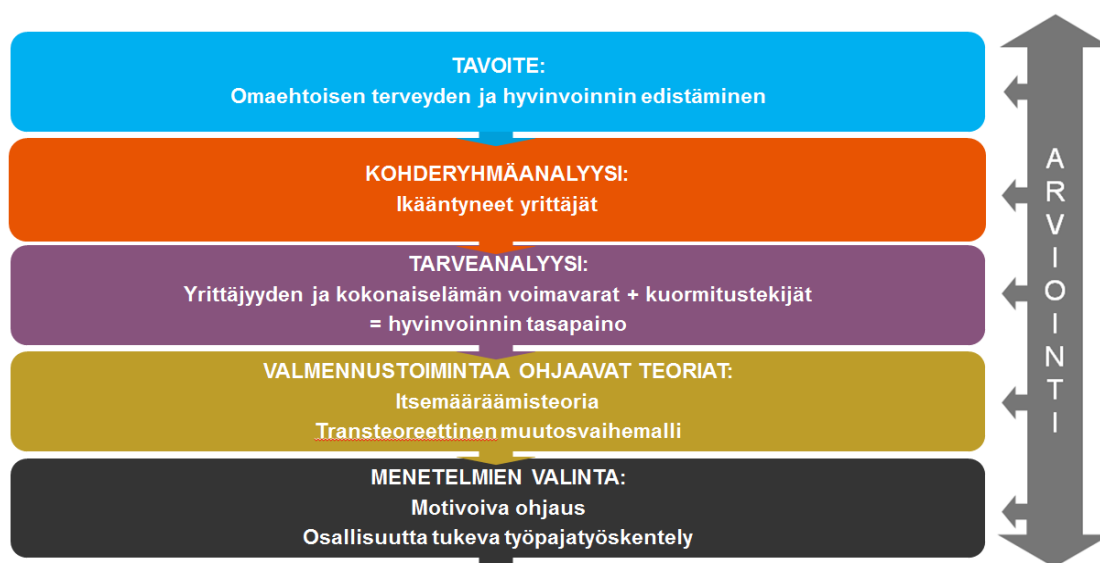 TAVOITE:
Omaehtoisen terveyden ja hyvinvoinnin edistäminen
KOHDERYHMÄANALYYSI:
Ikääntyneet yrittäjät
TARVEANALYYSI:
Yrittäjyyden ja kokonaiselämän voimavarat + kuormitustekijät
= hyvinvoinnin tasapaino
VALMENNUSTOIMINTAA OHJAAVAT TEORIAT:
Itsemääräämisteoria
Transteoreettinen muutosvaihemalli
MENETELMIEN VALINTA:
Motivoiva ohjaus
Osallisuutta tukeva työpajatyöskentely
ARVIOINTI